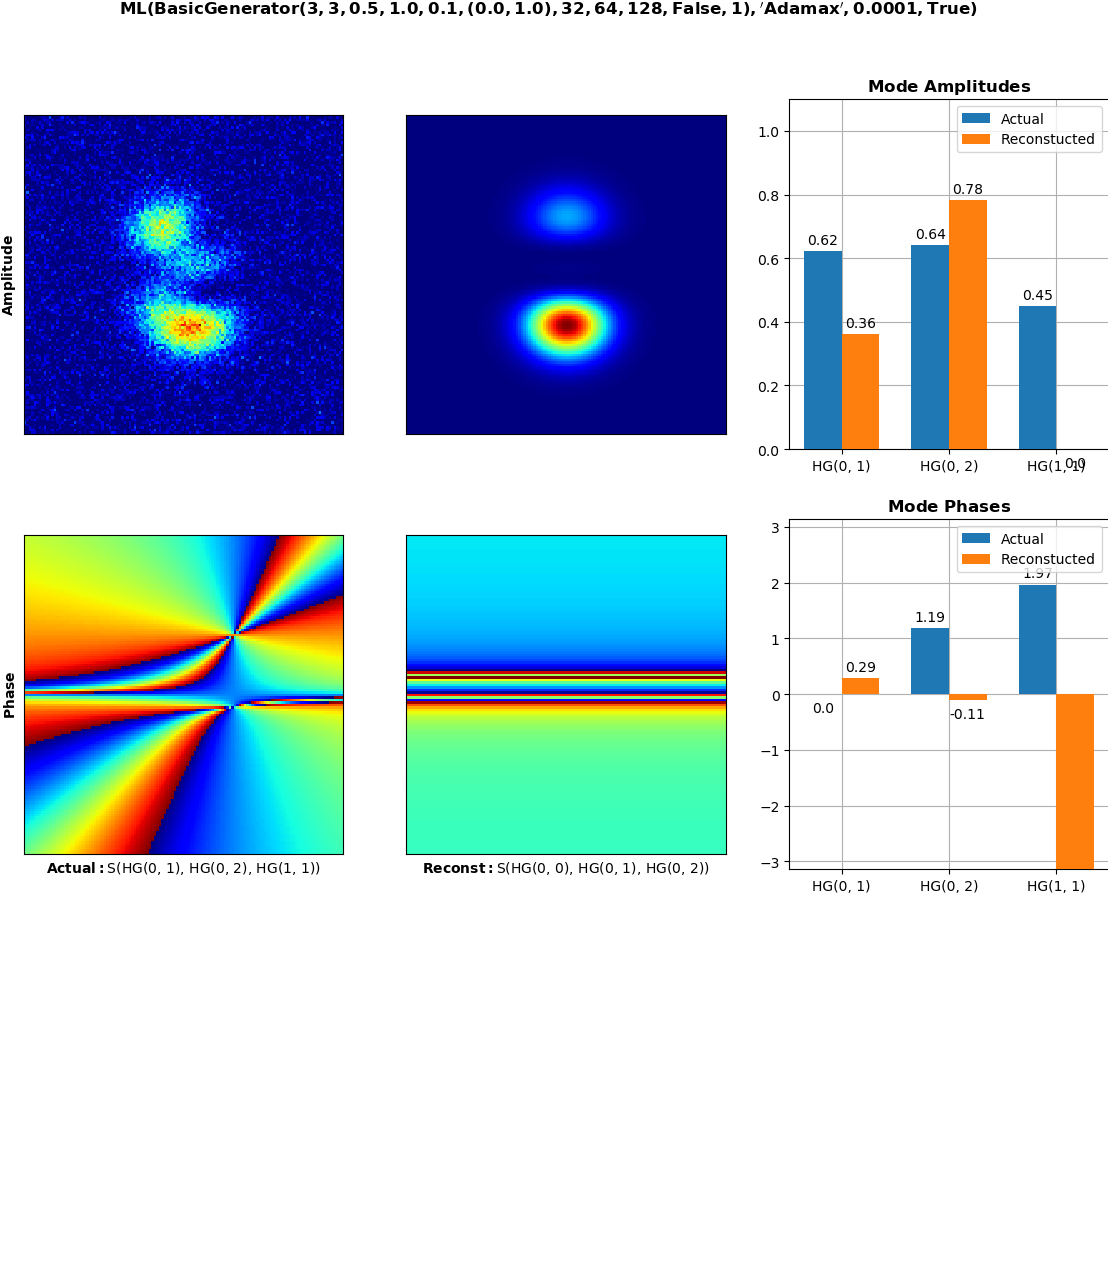 ML(BasicGenerator(3, 3, 0.5, 1.0, 0.1, (0.0, 1.0), 32, 64, 128, False, 1), ′Adamax′, 0.0001, True)
Amplitude
Mode Amplitudes
Actual
Reconstucted
1.0
0.8
0.6
0.4
0.2
0.0
0.62
0.36
0.64
0.78
0.45
0.0
HG(0, 1)
HG(0, 2)
HG(1, 1)
Phase
Actual: S(HG(0, 1), HG(0, 2), HG(1, 1))
Reconst: S(HG(0, 0), HG(0, 1), HG(0, 2))
Mode Phases
Actual
Reconstucted
3
2
1
0
−1
−2
−3
0.0
0.29
1.19
-0.11
1.97
HG(0, 1)
HG(0, 2)
HG(1, 1)